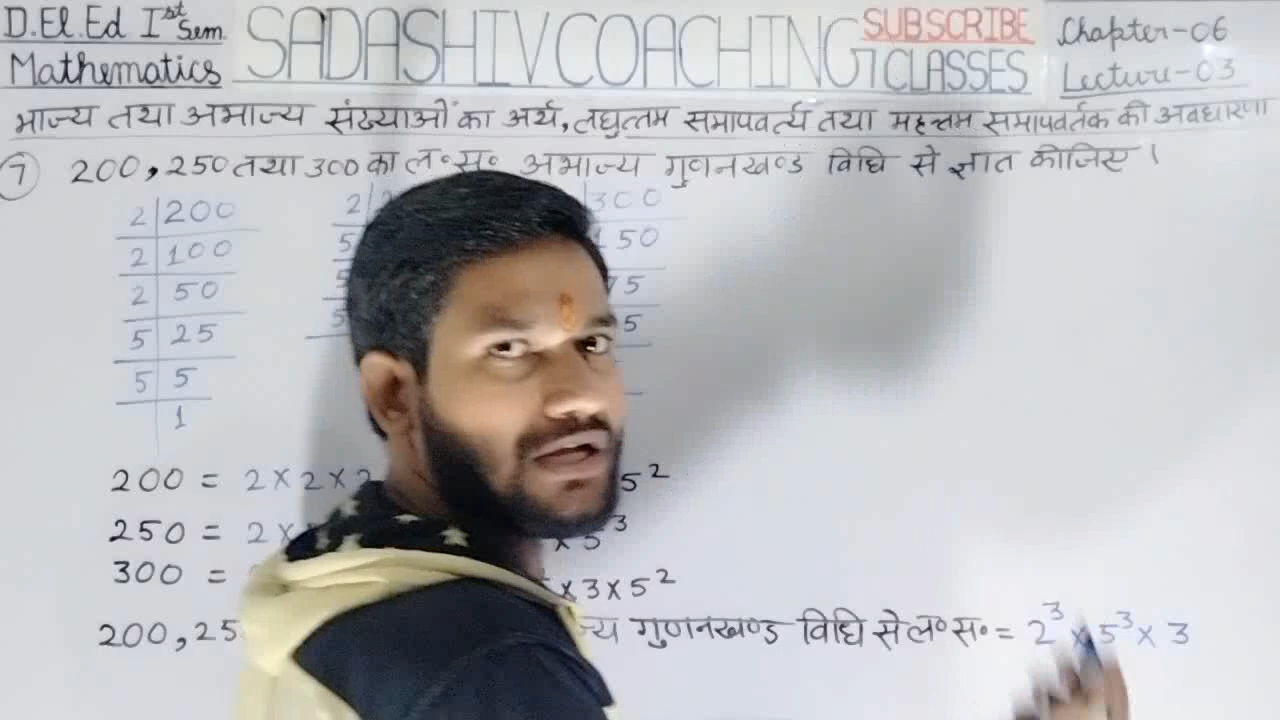 D.El.Ed Ist Sem.
Mathematics
SADASHIV COACHING CLASSES
SUBSCRIBE
Chapter-06
Lecture-03
भाज्य तथा अभाज्य संख्याओं का अर्थ, लघुत्तम समापवर्त्य तथा महत्तम समापवर्तक की अवधारणा
7 200, 250 तथा 300 का ल०स० अभाज्य गुणनखण्ड विधि से ज्ञात कीजिए।
2 200 2 300
2 100 5 150
2 50 5 75
5 25 5
5 5
1
200 = 2×2×2 5²
250 = 2× ×5³
300 = ×3×5²
200, 25 गुणनखण्ड विधि से ल०स० = 2³×5³×3